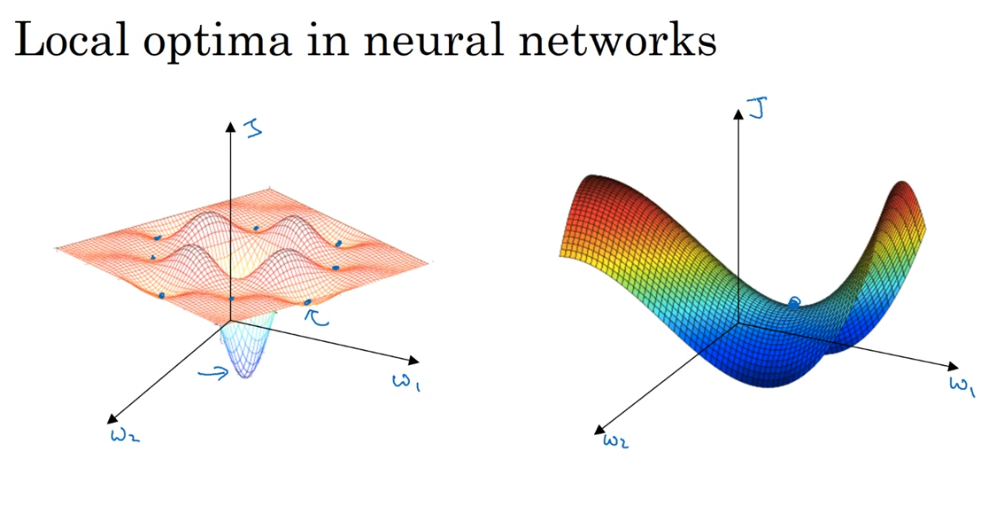 Local optima in neural networks
J
J
w₁
w₁
w₂
w₂